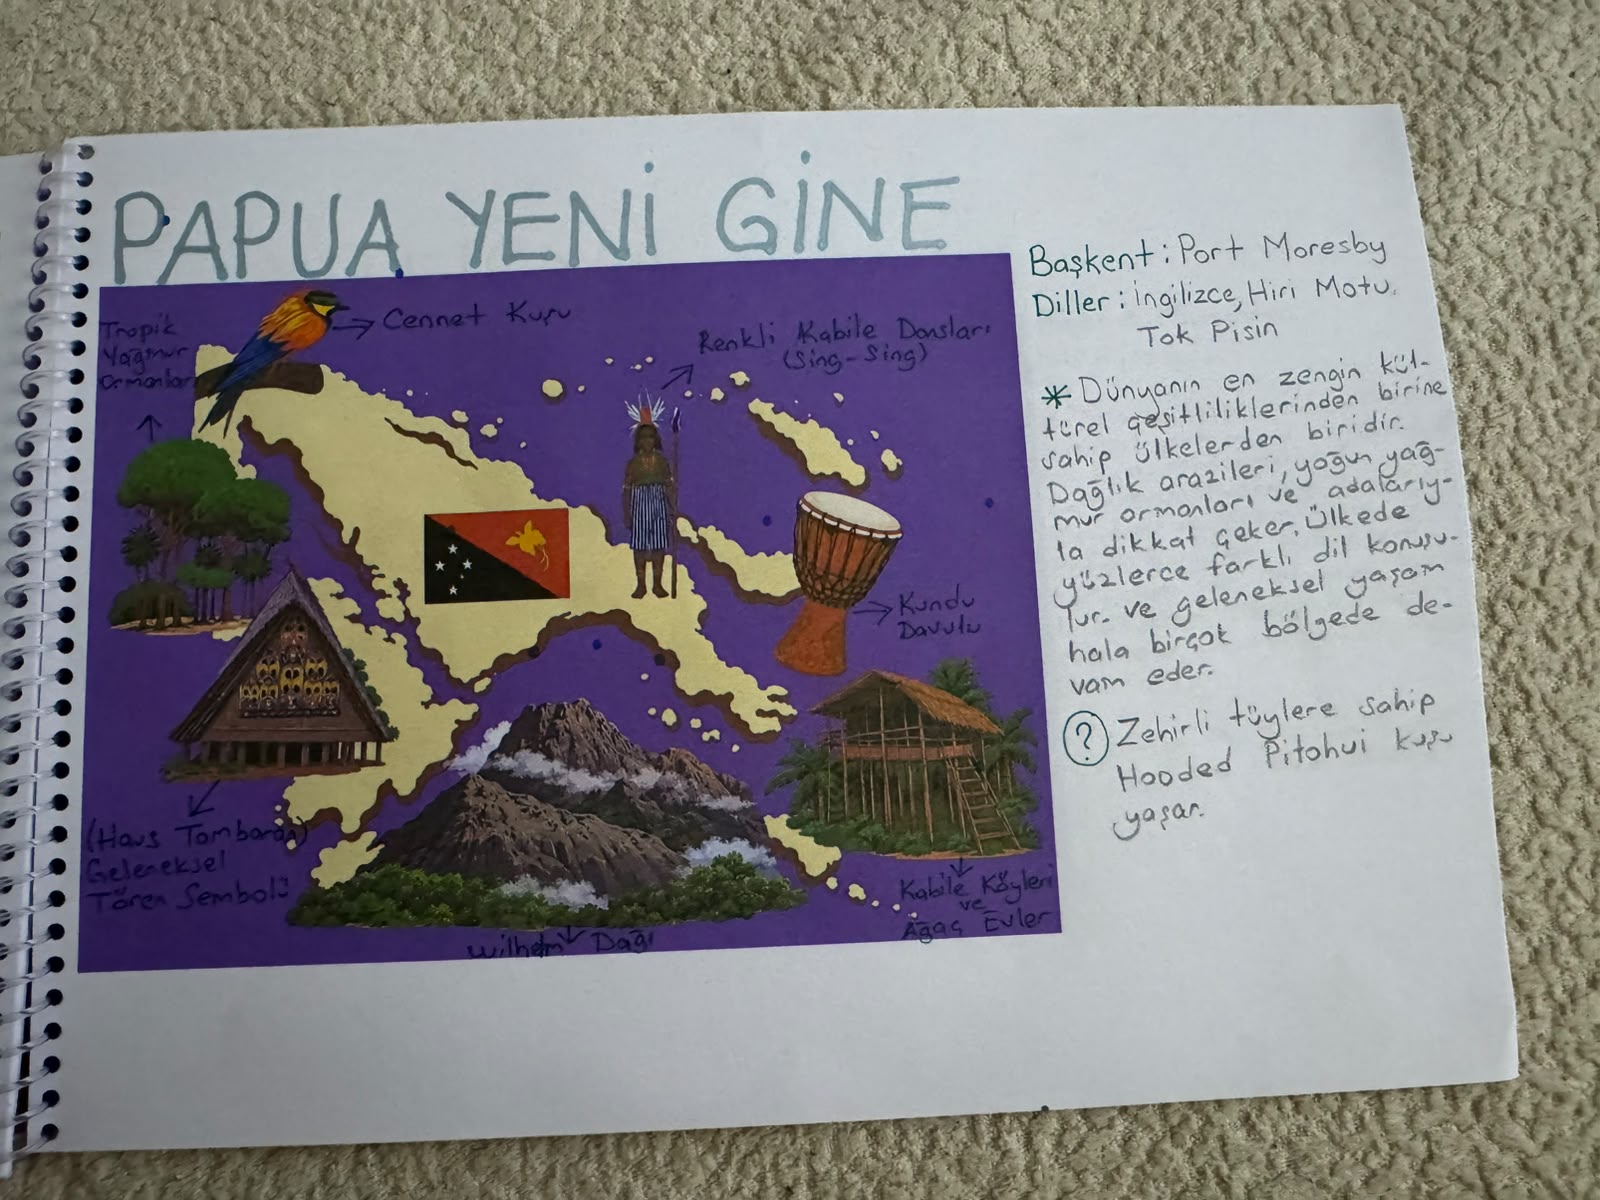 PAPUA YENİ GİNE
Tropik
Yağmur
Ormanları
Cennet Kuşu
Renkli Kabile Dansları
(Sing-Sing)
Kundu
Davulu
(Haus Tambaran)
Geleneksel
Tören Sembolü
Wilhelm Dağı
Kabile Köyleri
ve
Ağaç Evler
Başkent: Port Moresby
Diller: İngilizce, Hiri Motu,
Tok Pisin
* Dünyanın en zengin kül-
türel çeşitliliklerinden birine
sahip ülkelerden biridir.
Dağlık arazileri, yoğun yağ-
mur ormanları ve adalarıy-
la dikkat çeker. Ülkede
yüzlerce farklı dil konuşu-
lur. ve geleneksel yaşam
hala birçok bölgede de-
vam eder.
? Zehirli tüylere sahip
Hooded Pitohui kuşu
yaşar.